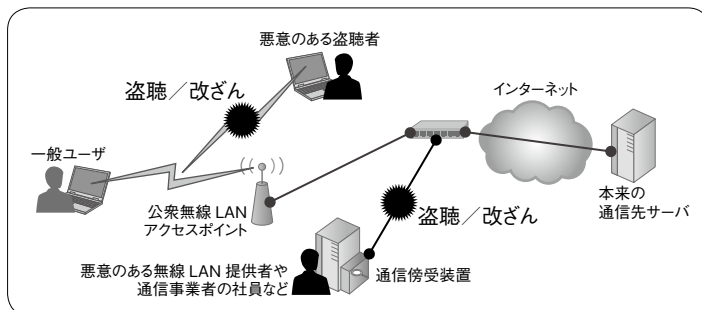 悪意のある盗聴者
盗聴/改ざん
インターネット
一般ユーザ
公衆無線 LAN
アクセスポイント
本来の
通信先サーバ
盗聴/改ざん
悪意のある無線 LAN 提供者や
通信事業者の社員など
通信傍受装置